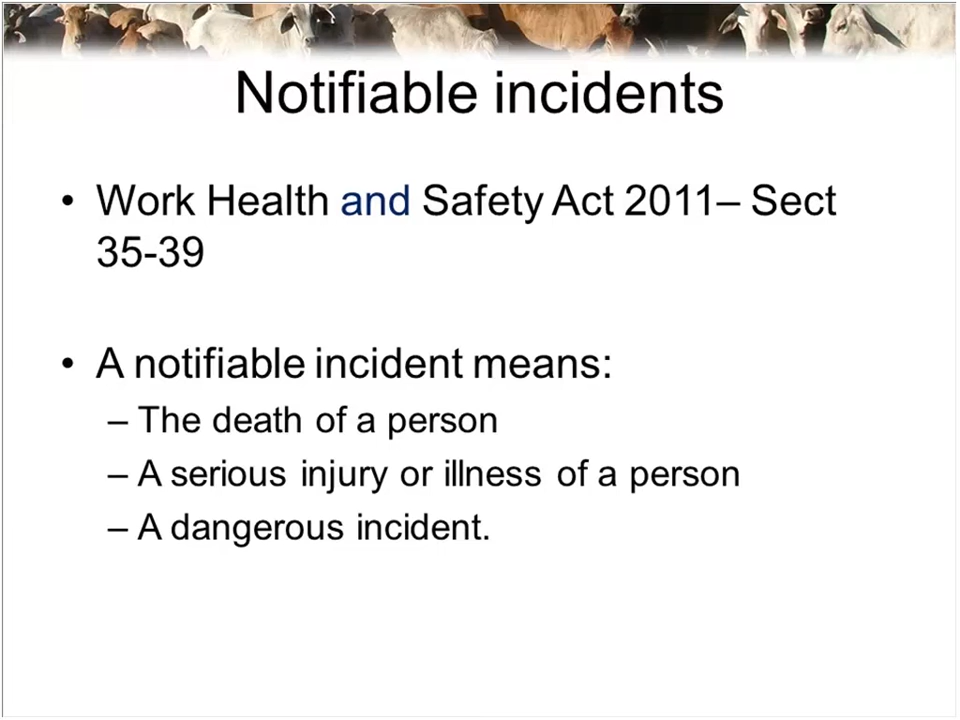 Notifiable incidents
• Work Health and Safety Act 2011– Sect
35-39
• A notifiable incident means:
– The death of a person
– A serious injury or illness of a person
– A dangerous incident.